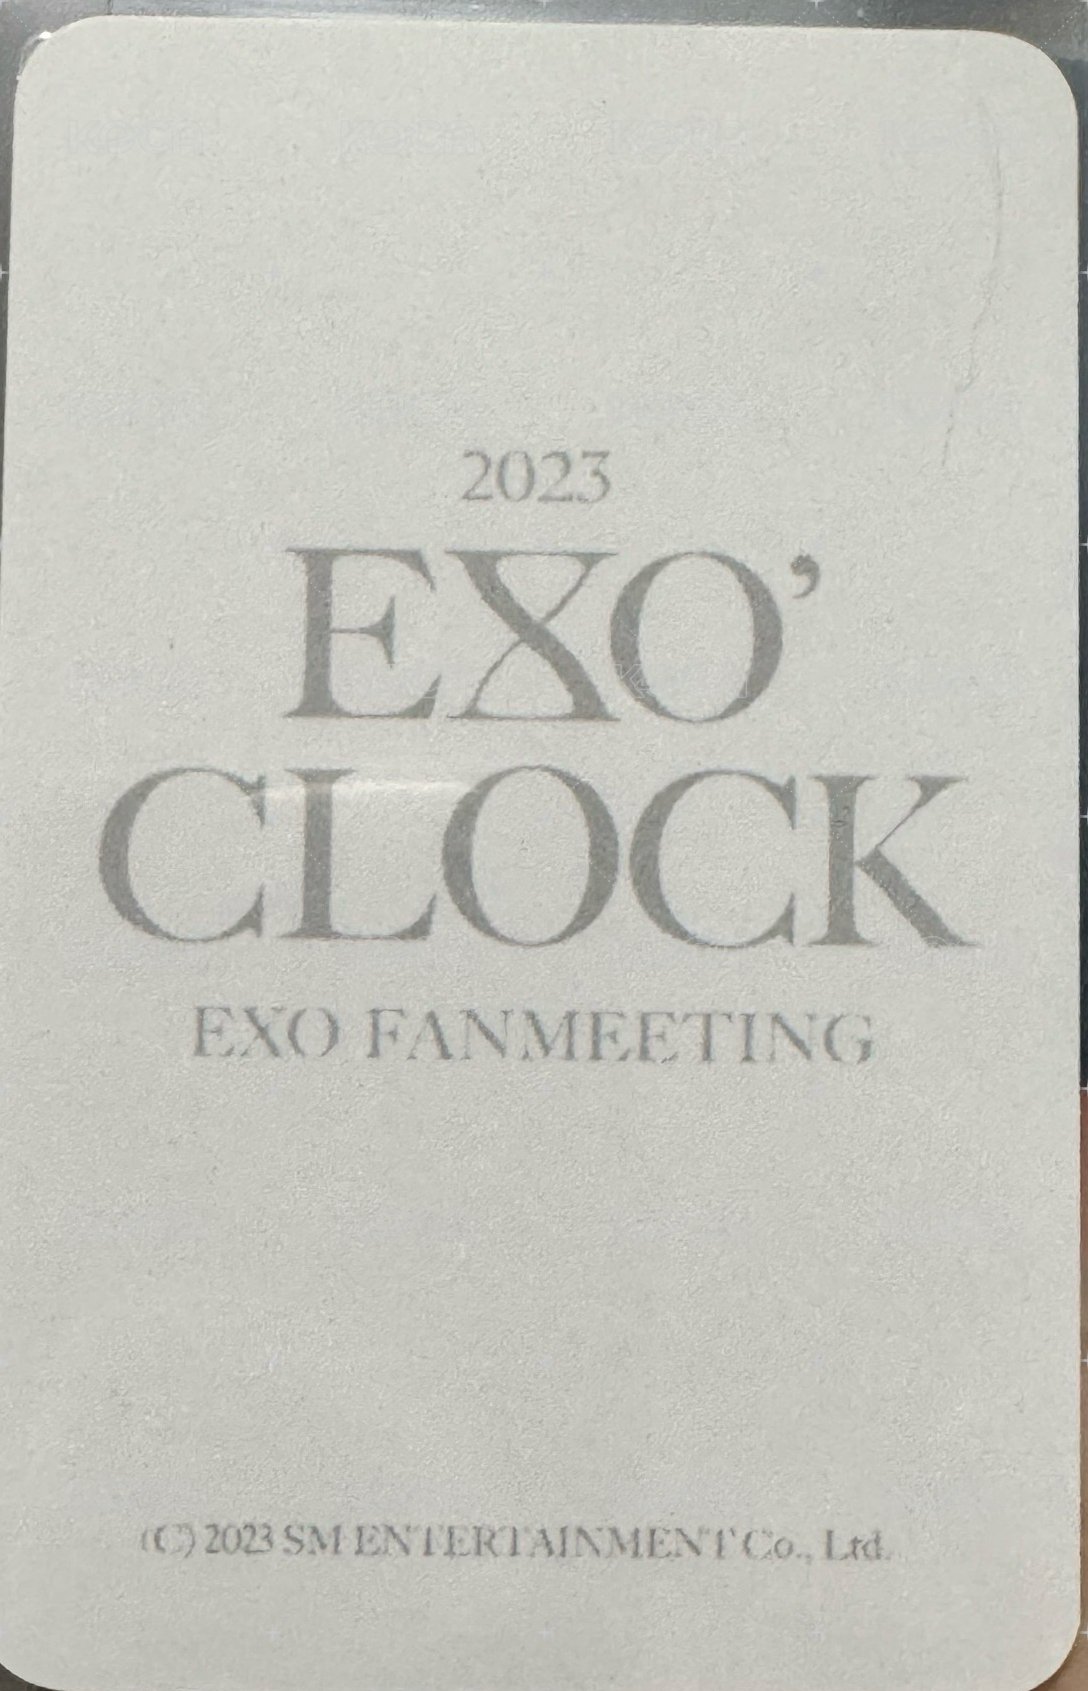 2023
EXO'
CLOCK
EXO FANMEETING
(C) 2023 SM ENTERTAINMENT Co., Ltd.